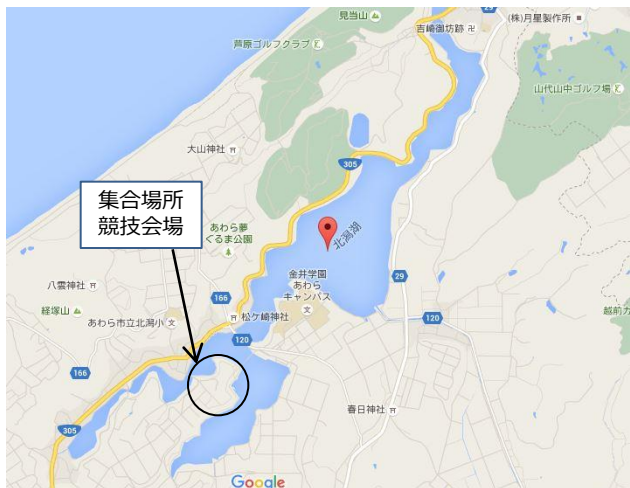 見当山
29
(株)月星製作所
吉崎御坊跡
芦原ゴルフクラブ
山代山中ゴルフ場
大山神社
305
集合場所
競技会場
あわら夢
ぐるま公園
北潟湖
金井学園
あわら
キャンパス
29
八雲神社
166
経塚山
あわら市立北潟小
松ケ崎神社
120
120
越前カ
166
春日神社
305
Google